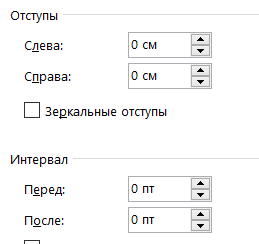 Отступы
Слева: 0 см
Справа: 0 см
Зеркальные отступы
Интервал
Перед: 0 пт
После: 0 пт